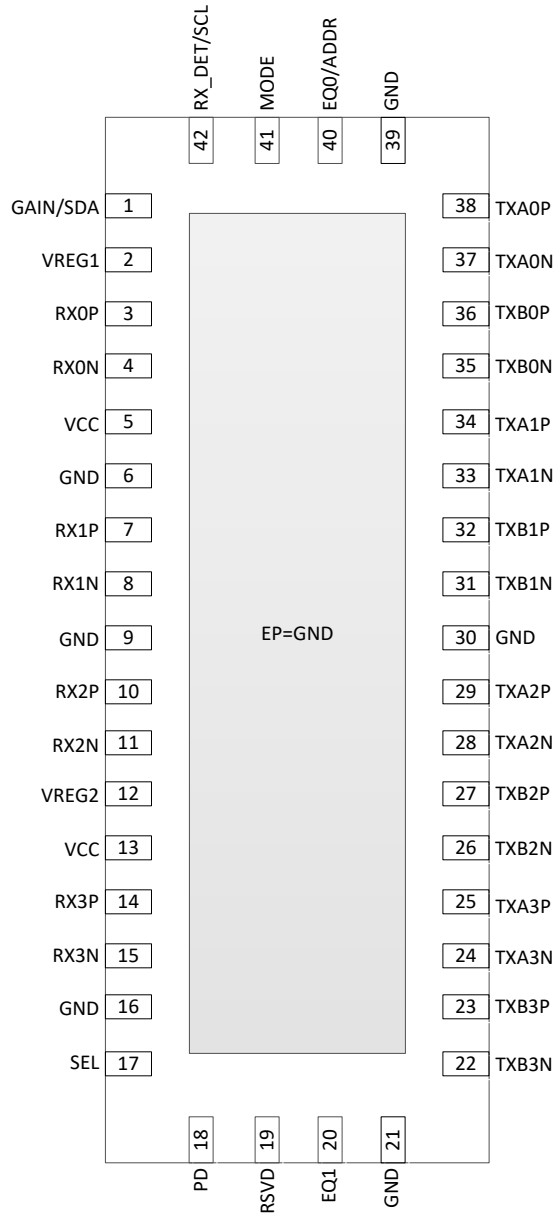 RX_DET/SCL
MODE
EQ0/ADDR
GND
42
41
40
39
GAIN/SDA 1
VREG1 2
RX0P 3
RX0N 4
VCC 5
GND 6
RX1P 7
RX1N 8
GND 9
RX2P 10
RX2N 11
VREG2 12
VCC 13
RX3P 14
RX3N 15
GND 16
SEL 17
EP=GND
38 TXA0P
37 TXA0N
36 TXB0P
35 TXB0N
34 TXA1P
33 TXA1N
32 TXB1P
31 TXB1N
30 GND
29 TXA2P
28 TXA2N
27 TXB2P
26 TXB2N
25 TXA3P
24 TXA3N
23 TXB3P
22 TXB3N
18
19
20
21
PD
RSVD
EQ1
GND